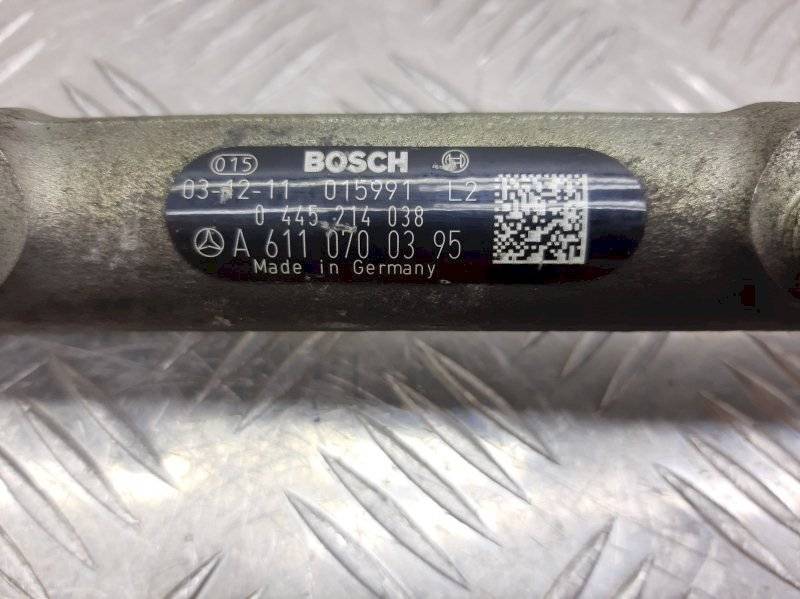 015 BOSCH
03-12-11 015991 L2
0 445 214 038
A 611 070 03 95
Made in Germany